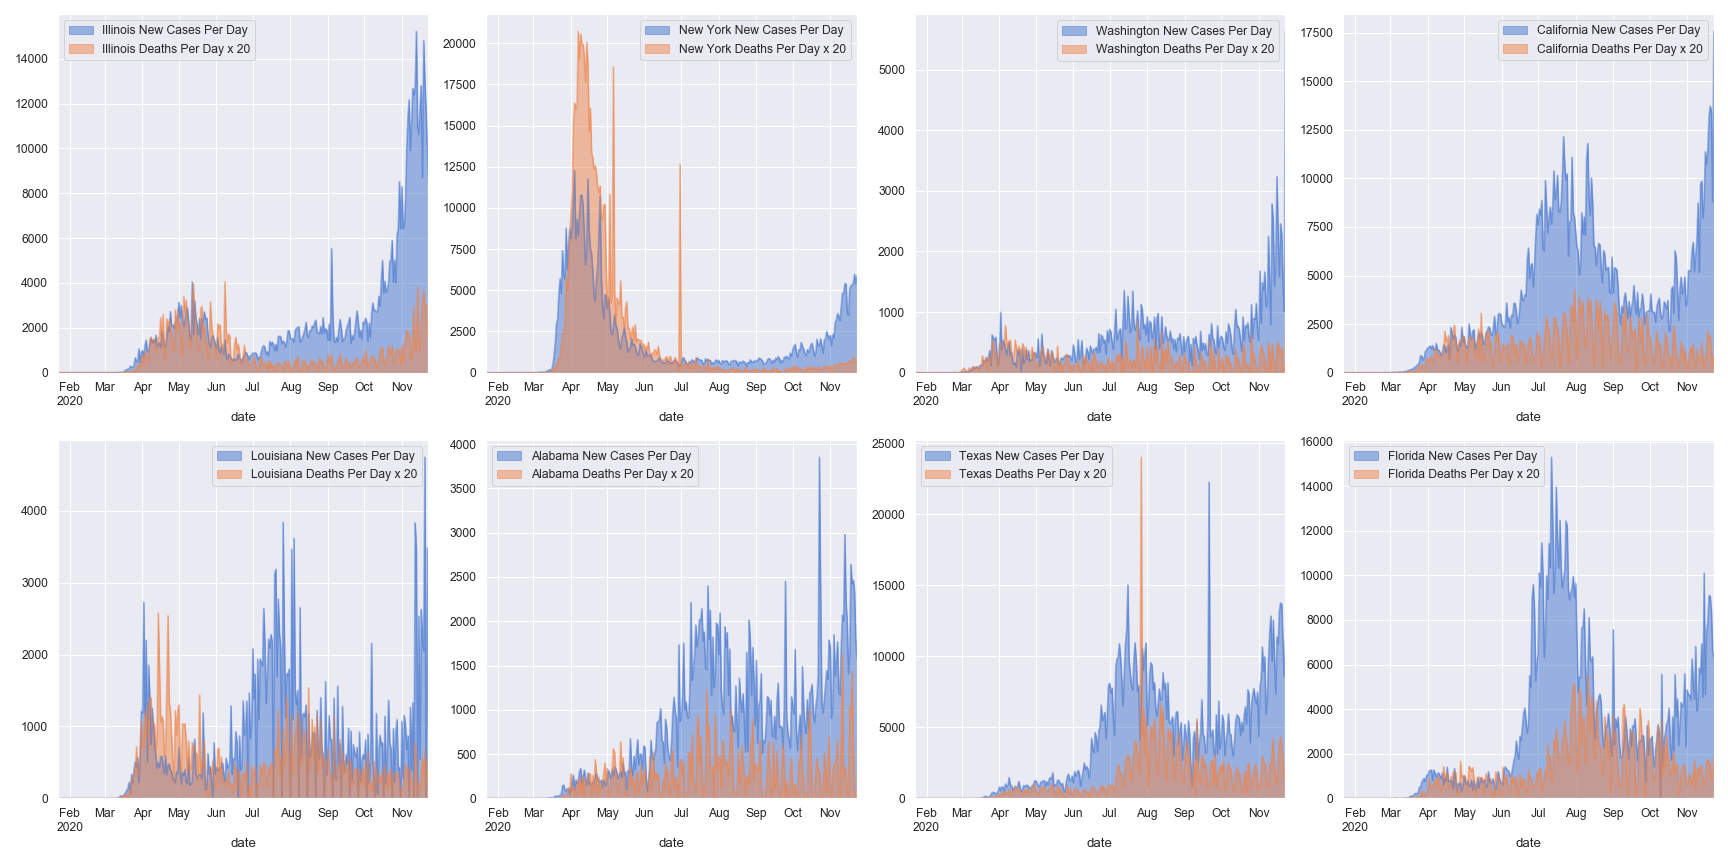 Illinois New Cases Per Day
Illinois Deaths Per Day x 20
14000
12000
10000
8000
6000
4000
2000
0
Feb Mar Apr May Jun Jul Aug Sep Oct Nov
2020
date
New York New Cases Per Day
New York Deaths Per Day x 20
20000
17500
15000
12500
10000
7500
5000
2500
0
Feb Mar Apr May Jun Jul Aug Sep Oct Nov
2020
date
Washington New Cases Per Day
Washington Deaths Per Day x 20
5000
4000
3000
2000
1000
0
Feb Mar Apr May Jun Jul Aug Sep Oct Nov
2020
date
California New Cases Per Day
California Deaths Per Day x 20
17500
15000
12500
10000
7500
5000
2500
0
Feb Mar Apr May Jun Jul Aug Sep Oct Nov
2020
date
Louisiana New Cases Per Day
Louisiana Deaths Per Day x 20
4000
3000
2000
1000
0
Feb Mar Apr May Jun Jul Aug Sep Oct Nov
2020
date
Alabama New Cases Per Day
Alabama Deaths Per Day x 20
4000
3500
3000
2500
2000
1500
1000
500
0
Feb Mar Apr May Jun Jul Aug Sep Oct Nov
2020
date
Texas New Cases Per Day
Texas Deaths Per Day x 20
25000
20000
15000
10000
5000
0
Feb Mar Apr May Jun Jul Aug Sep Oct Nov
2020
date
Florida New Cases Per Day
Florida Deaths Per Day x 20
16000
14000
12000
10000
8000
6000
4000
2000
0
Feb Mar Apr May Jun Jul Aug Sep Oct Nov
2020
date